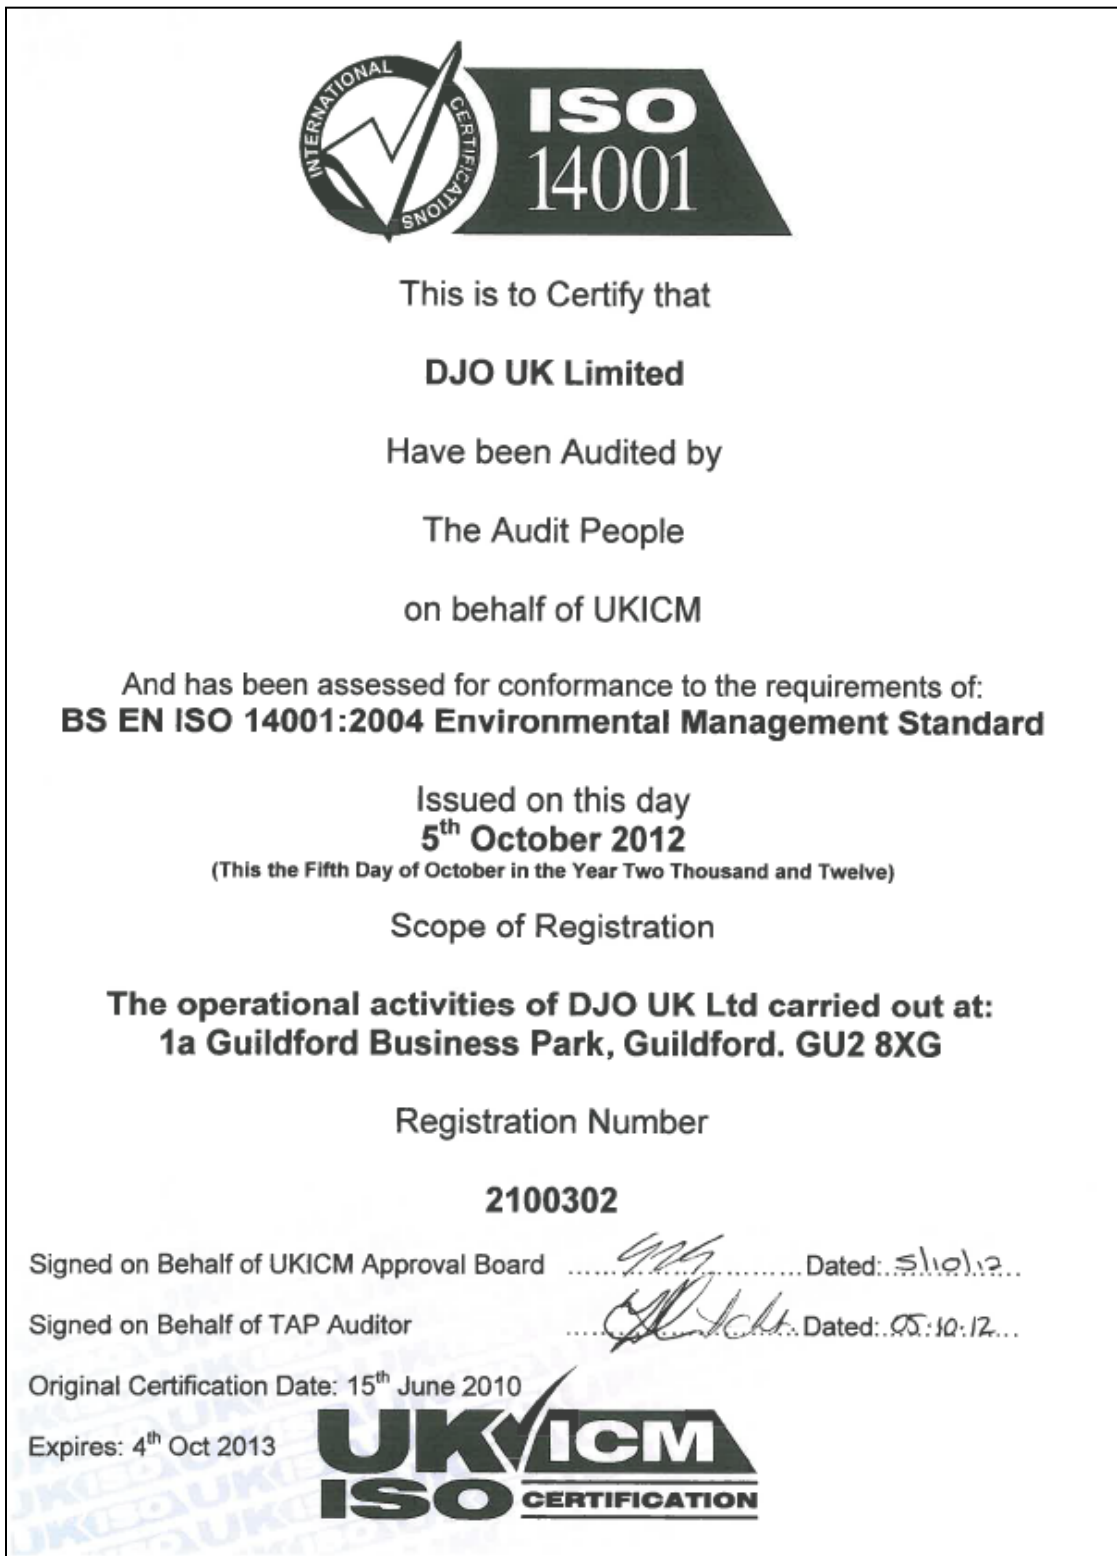 INTERNATIONAL CERTIFICATIONS
ISO
14001
This is to Certify that
DJO UK Limited
Have been Audited by
The Audit People
on behalf of UKICM
And has been assessed for conformance to the requirements of:
BS EN ISO 14001:2004 Environmental Management Standard
Issued on this day
5th October 2012
(This the Fifth Day of October in the Year Two Thousand and Twelve)
Scope of Registration
The operational activities of DJO UK Ltd carried out at:
1a Guildford Business Park, Guildford. GU2 8XG
Registration Number
2100302
Signed on Behalf of UKICM Approval Board Dated: 5/10/12
Signed on Behalf of TAP Auditor Dated: 05.10.12
Original Certification Date: 15th June 2010
Expires: 4th Oct 2013
UK ICM
ISO CERTIFICATION